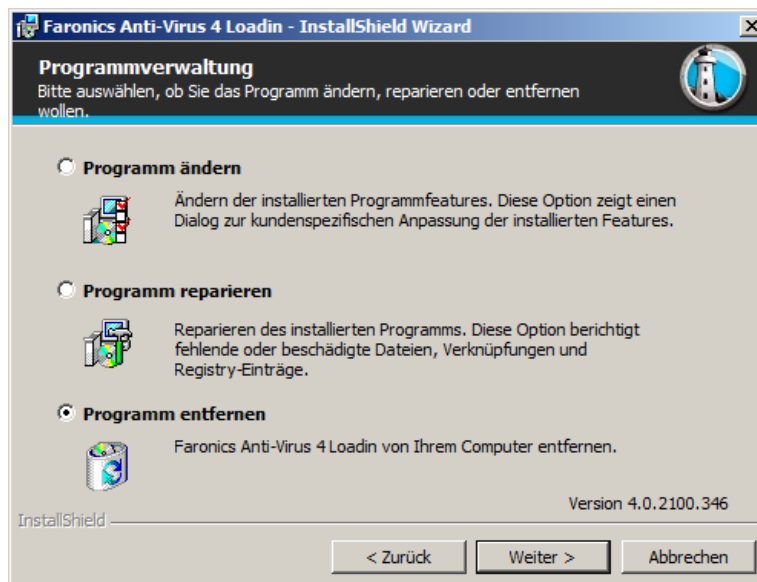 Faronics Anti-Virus 4 Loadin - InstallShield Wizard
Programmverwaltung
Bitte auswählen, ob Sie das Programm ändern, reparieren oder entfernen
wollen.
Programm ändern
Ändern der installierten Programmfeatures. Diese Option zeigt einen
Dialog zur kundenspezifischen Anpassung der installierten Features.
Programm reparieren
Reparieren des installierten Programms. Diese Option berichtigt
fehlende oder beschädigte Dateien, Verknüpfungen und
Registry-Einträge.
Programm entfernen
Faronics Anti-Virus 4 Loadin von Ihrem Computer entfernen.
Version 4.0.2100.346
InstallShield
< Zurück
Weiter >
Abbrechen